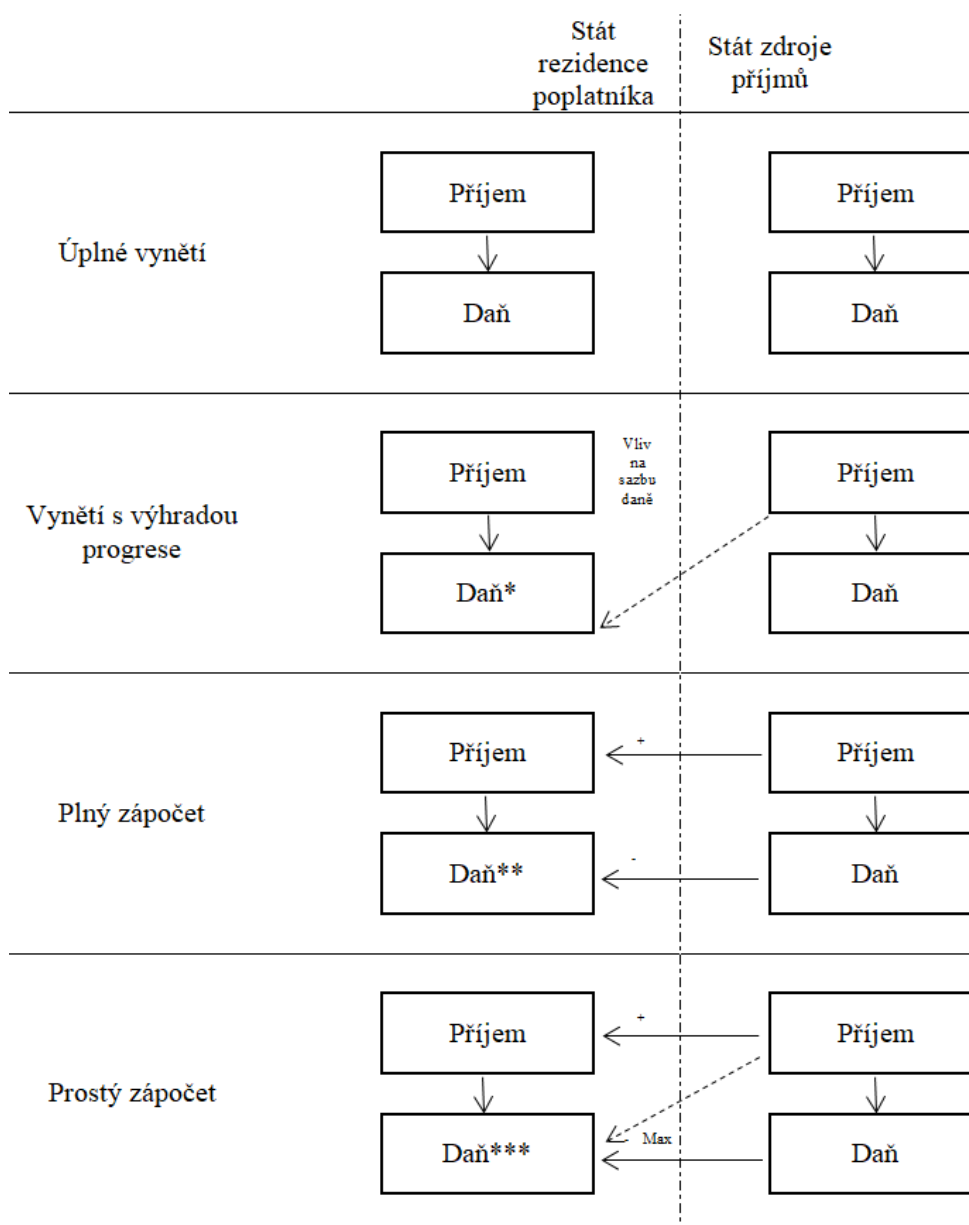 Stát
rezidence
poplatníka
Stát zdroje
příjmů
Úplné vynětí
Příjem
Daň
Příjem
Daň
Vynětí s výhradou
progrese
Příjem
Daň*
Vliv
na
sazbu
daně
Příjem
Daň
Plný zápočet
Příjem
Daň**
+
-
Příjem
Daň
Prostý zápočet
Příjem
Daň***
+
- Max
Příjem
Daň